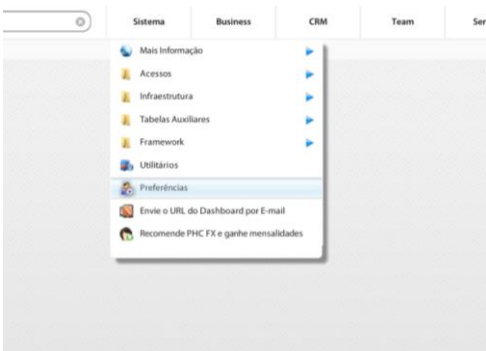 Sistema
Business
CRM
Team
Ser
Mais Informação
Acessos
Infraestrutura
Tabelas Auxiliares
Framework
Utilitários
Preferências
Envie o URL do Dashboard por E-mail
Recomende PHC FX e ganhe mensalidades